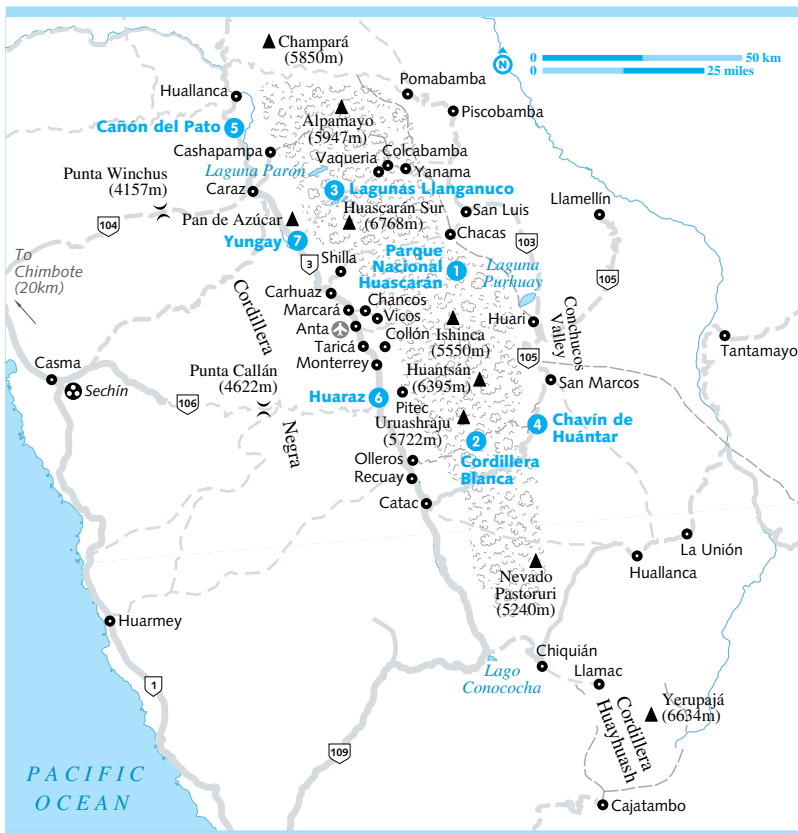 Champará
(5850m)
N
0
50 km
0
25 miles
Huallanca
Pomabamba
Piscobamba
Alpamayo
(5947m)
Cañón del Pato
5
Cashapampa
Colcabamba
Vaqueria
Yanama
Laguna Parón
Punta Winchus
(4157m)
Caraz
3
Lagunas Llanganuco
Huascarán Sur
(6768m)
San Luis
Llamellín
104
Pan de Azúcar
Chacas
103
Yungay
7
To
Chimbote
(20km)
3
Shilla
Parque
Nacional
Huascarán
1
Laguna
Purhuay
105
Carhuaz
Cordillera
Negra
Marcará
Chancos
Vicos
Anta
Huari
Conchucos
Valley
Taricá
Collón
Ishinca
(5550m)
Tantamayo
Monterrey
105
Casma
Sechín
Punta Callán
(4622m)
Huantsán
(6395m)
San Marcos
106
Huaraz
6
Pitec
Uruashraju
(5722m)
4
Chavín de
Huántar
2
Cordillera
Blanca
Olleros
Recuay
Catac
La Unión
Huallanca
Nevado
Pastoruri
(5240m)
Huarmey
Chiquián
Lago
Conococha
Llamac
1
Cordillera
Huayhuash
Yerupajá
(6634m)
109
PACIFIC
OCEAN
Cajatambo